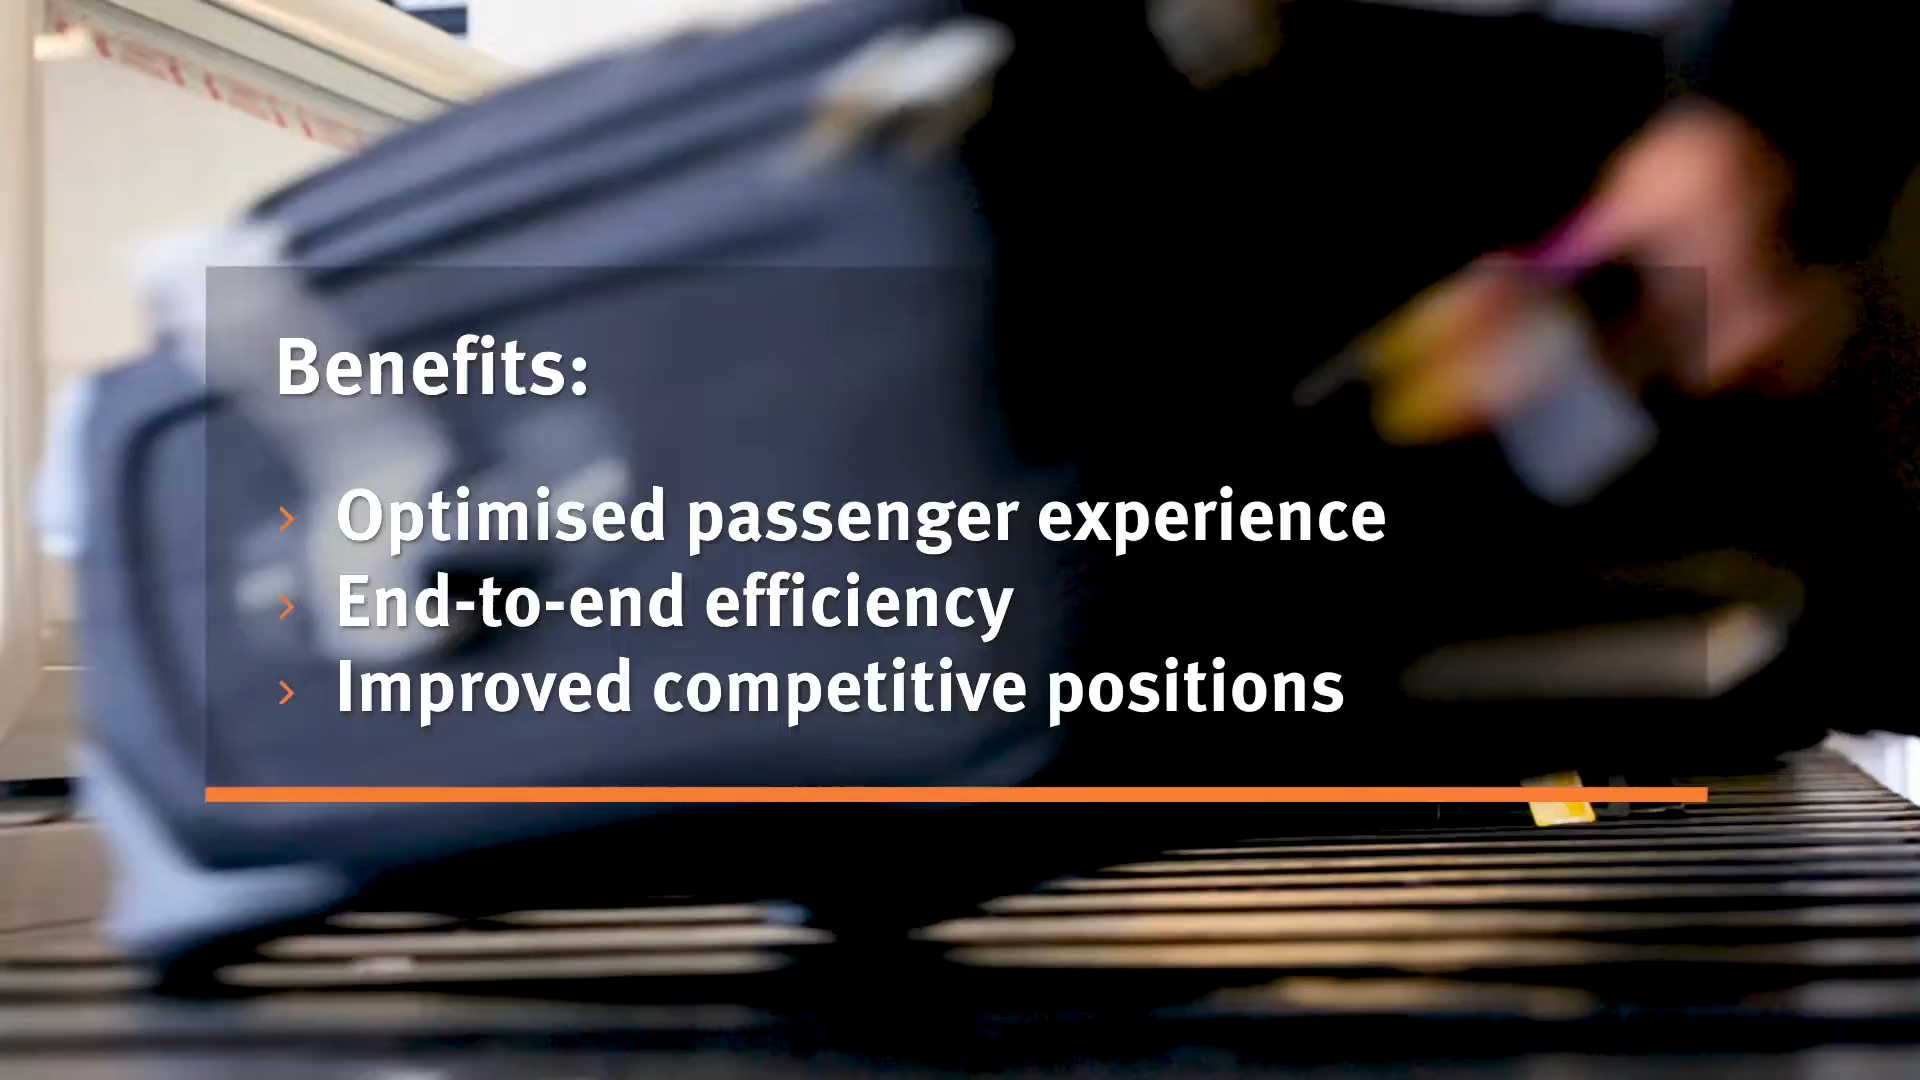 Benefits:
› Optimised passenger experience
› End-to-end efficiency
› Improved competitive positions